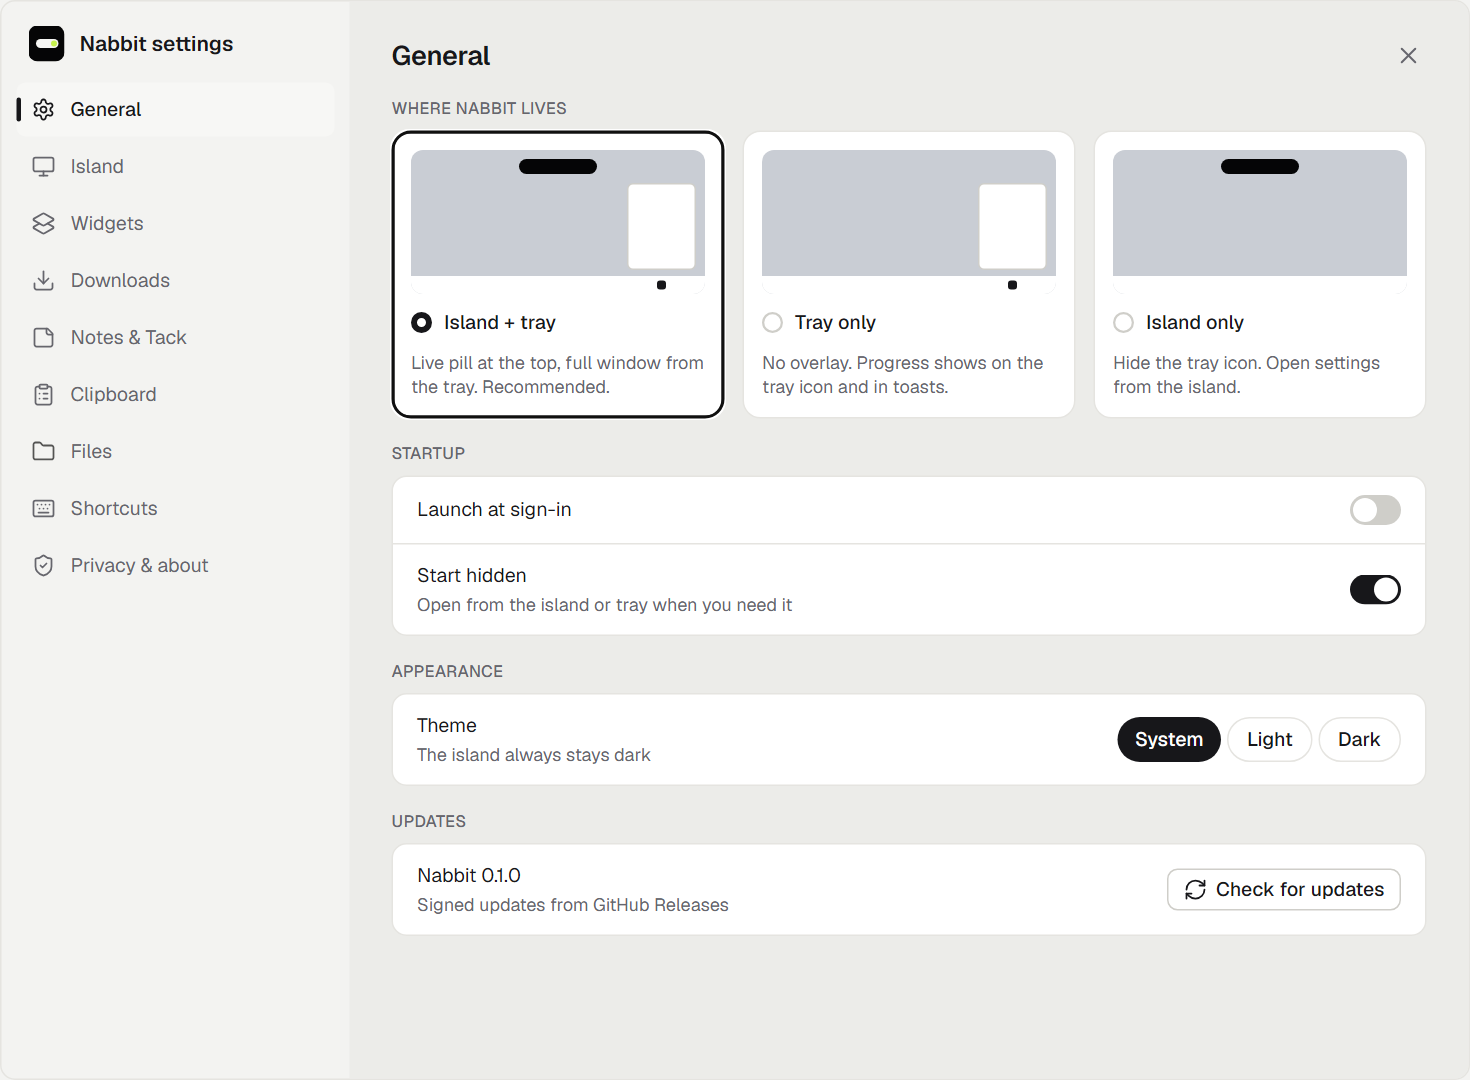 Nabbit settings
General
Island
Widgets
Downloads
Notes & Tack
Clipboard
Files
Shortcuts
Privacy & about
General
WHERE NABBIT LIVES
Island + tray
Live pill at the top, full window from
the tray. Recommended.
Tray only
No overlay. Progress shows on the
tray icon and in toasts.
Island only
Hide the tray icon. Open settings
from the island.
STARTUP
Launch at sign-in
Start hidden
Open from the island or tray when you need it
APPEARANCE
Theme
The island always stays dark
System
Light
Dark
UPDATES
Nabbit 0.1.0
Signed updates from GitHub Releases
Check for updates